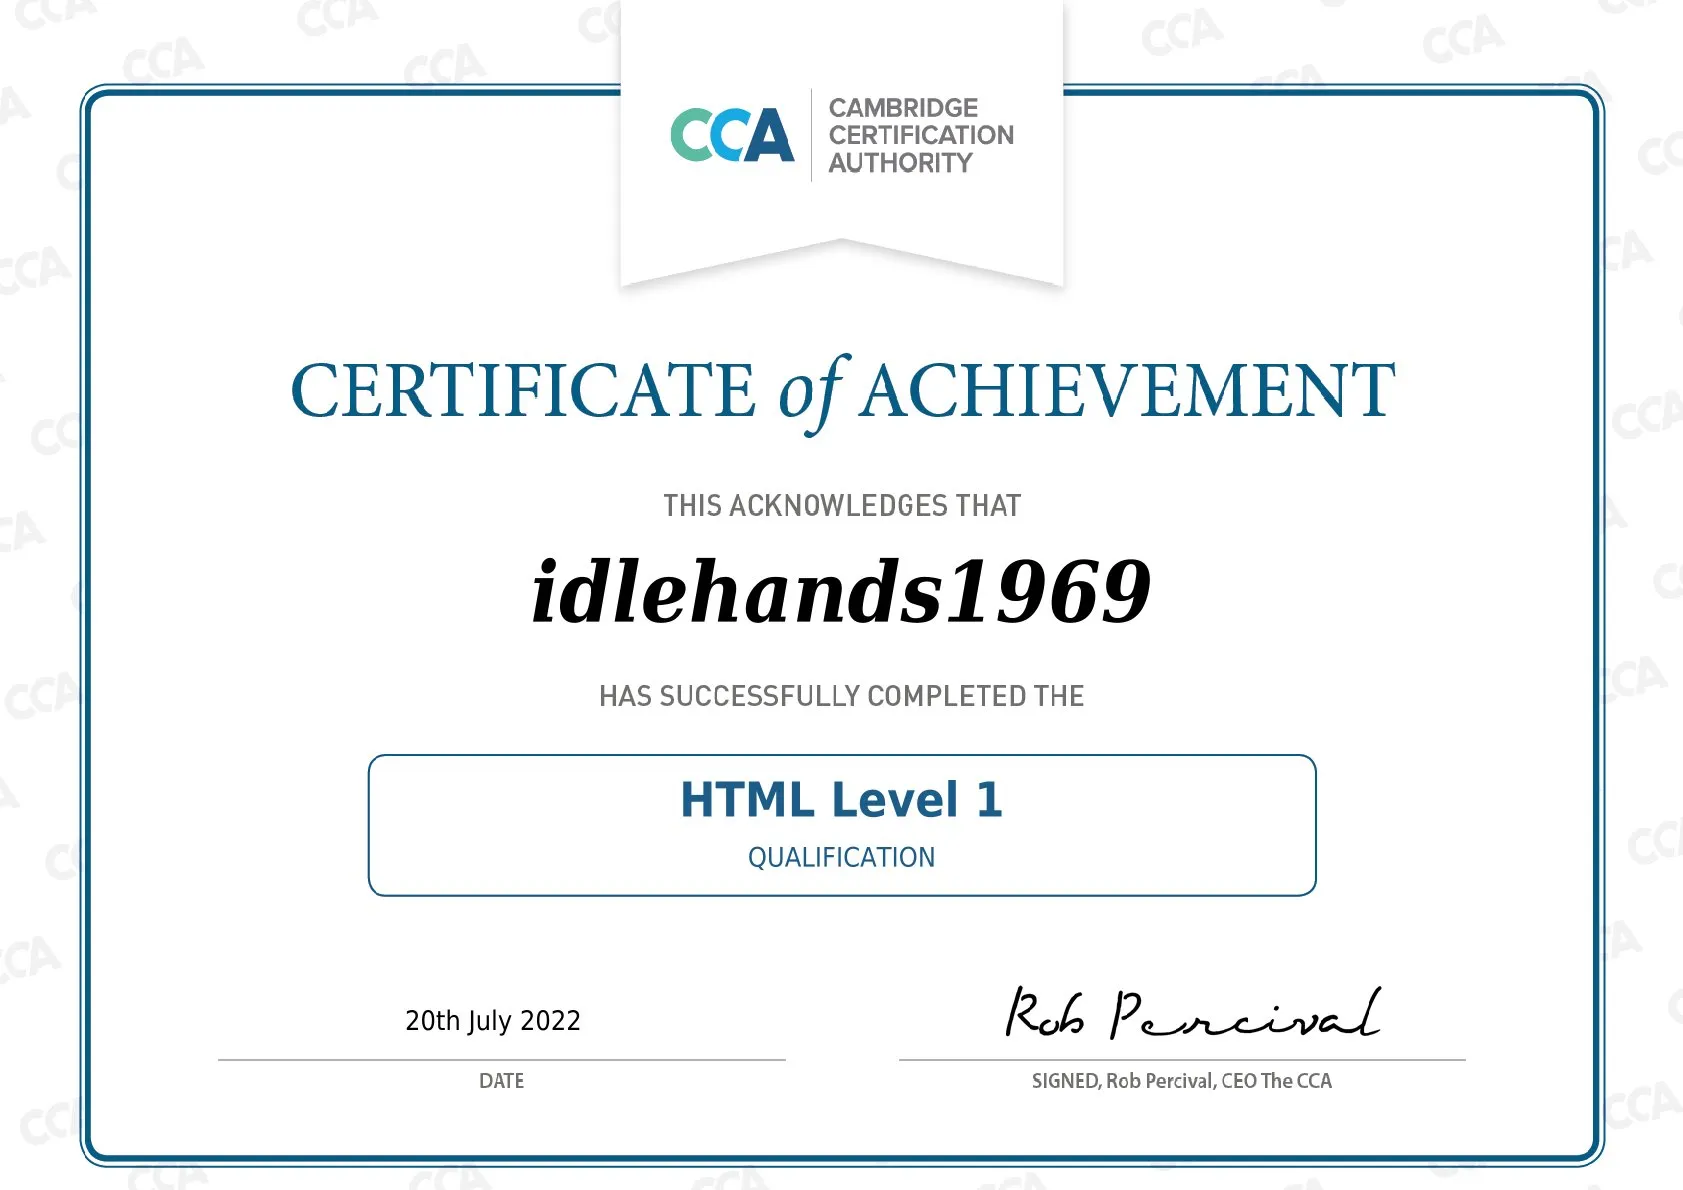 CCA
CAMBRIDGE
CERTIFICATION
AUTHORITY
CERTIFICATE of ACHIEVEMENT
THIS ACKNOWLEDGES THAT
idlehands1969
HAS SUCCESSFULLY COMPLETED THE
HTML Level 1
QUALIFICATION
20th July 2022
Rob Percival
DATE
SIGNED, Rob Percival, CEO The CCA